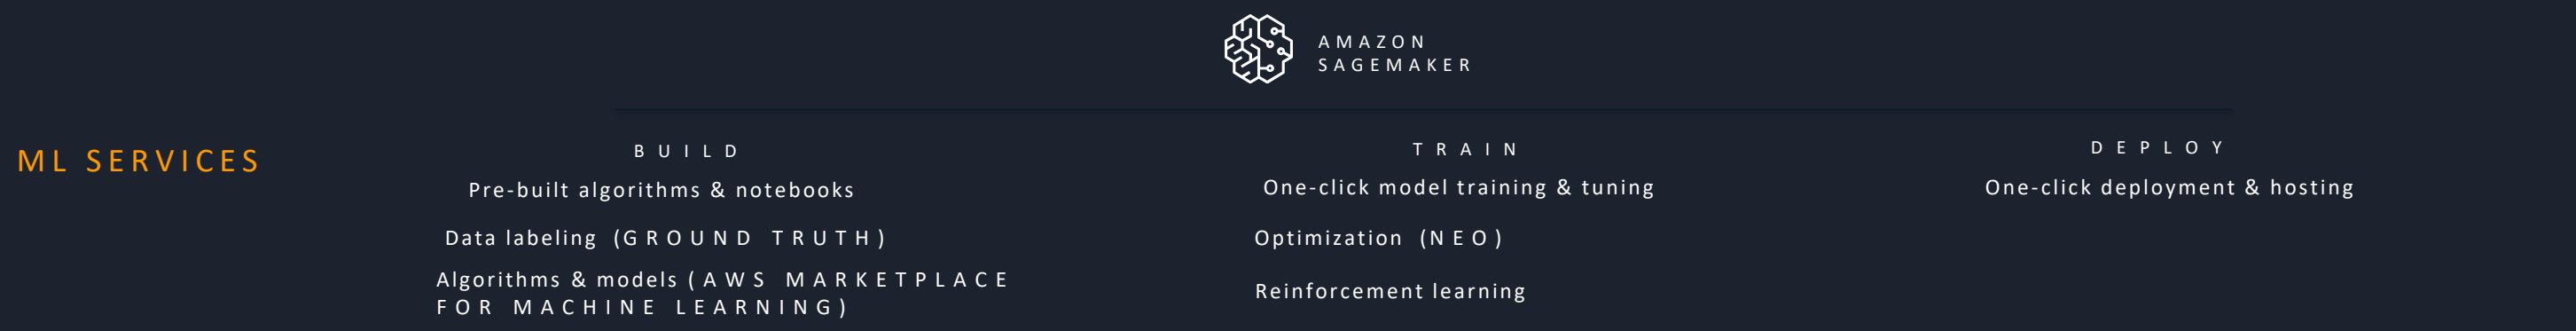 AMAZON
SAGEMAKER
ML SERVICES
BUILD
Pre-built algorithms & notebooks
Data labeling (GROUND TRUTH)
Algorithms & models (AWS MARKETPLACE
FOR MACHINE LEARNING)
TRAIN
One-click model training & tuning
Optimization (NEO)
Reinforcement learning
DEPLOY
One-click deployment & hosting